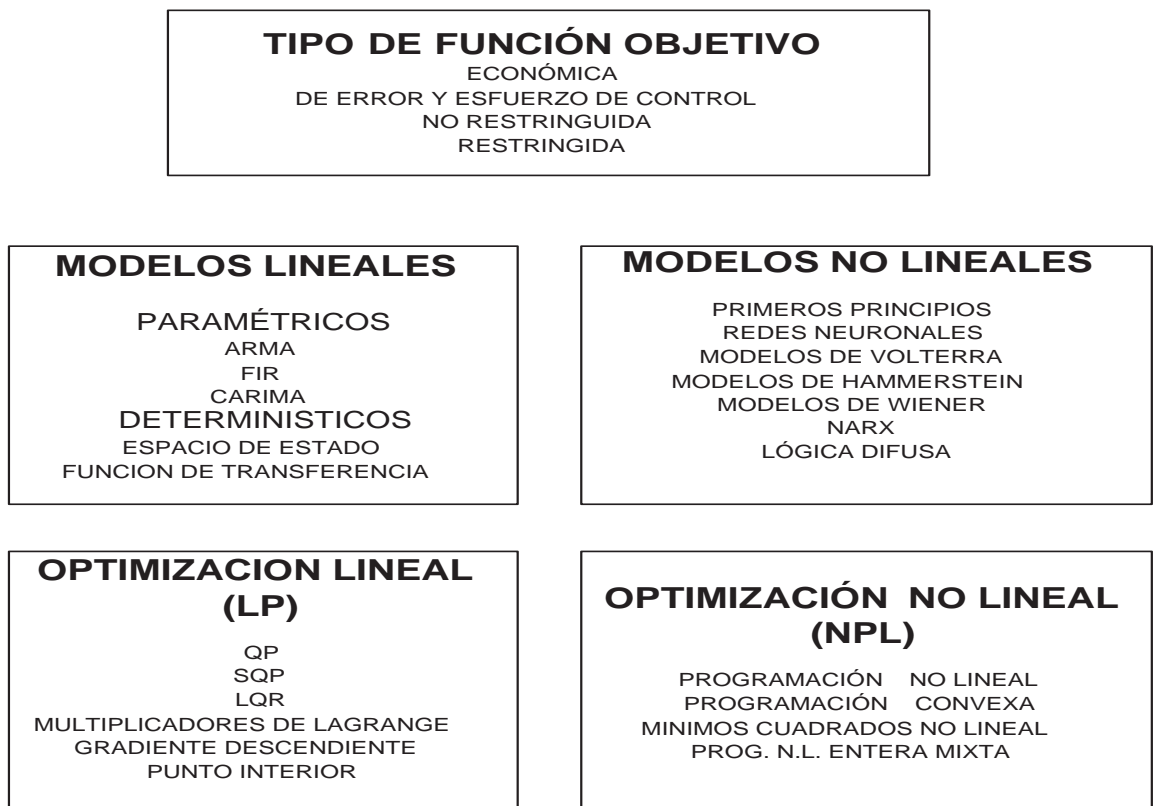 TIPO DE FUNCIÓN OBJETIVO
ECONÓMICA
DE ERROR Y ESFUERZO DE CONTROL
NO RESTRINGUIDA
RESTRINGIDA
MODELOS LINEALES
PARAMÉTRICOS
ARMA
FIR
CARIMA
DETERMINISTICOS
ESPACIO DE ESTADO
FUNCION DE TRANSFERENCIA
MODELOS NO LINEALES
PRIMEROS PRINCIPIOS
REDES NEURONALES
MODELOS DE VOLTERRA
MODELOS DE HAMMERSTEIN
MODELOS DE WIENER
NARX
LÓGICA DIFUSA
OPTIMIZACION LINEAL
(LP)
QP
SQP
LQR
MULTIPLICADORES DE LAGRANGE
GRADIENTE DESCENDIENTE
PUNTO INTERIOR
OPTIMIZACIÓN NO LINEAL
(NPL)
PROGRAMACIÓN NO LINEAL
PROGRAMACIÓN CONVEXA
MINIMOS CUADRADOS NO LINEAL
PROG. N.L. ENTERA MIXTA